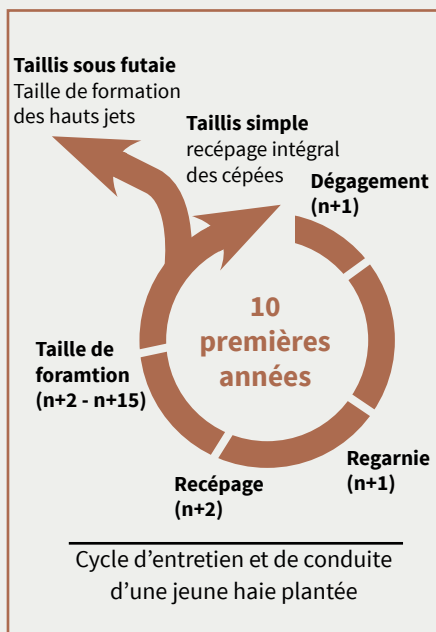 Taillis sous futaie
Taille de formation
des hauts jets
Taillis simple
recépage intégral
des cépées
Dégagement
(n+1)
10
premières
années
Taille de
foramtion
(n+2 - n+15)
Regarnie
(n+1)
Recépage
(n+2)
Cycle d’entretien et de conduite
d’une jeune haie plantée